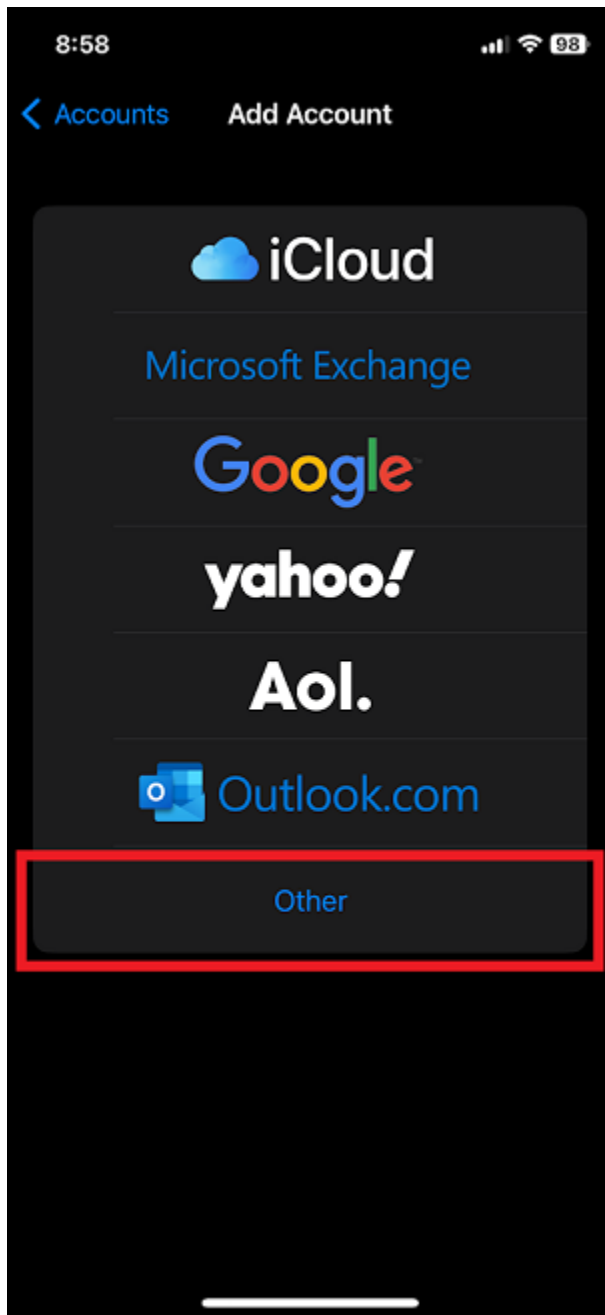 8:58 98
Accounts Add Account
iCloud
Microsoft Exchange
Google
yahoo!
Aol.
O Outlook.com
Other